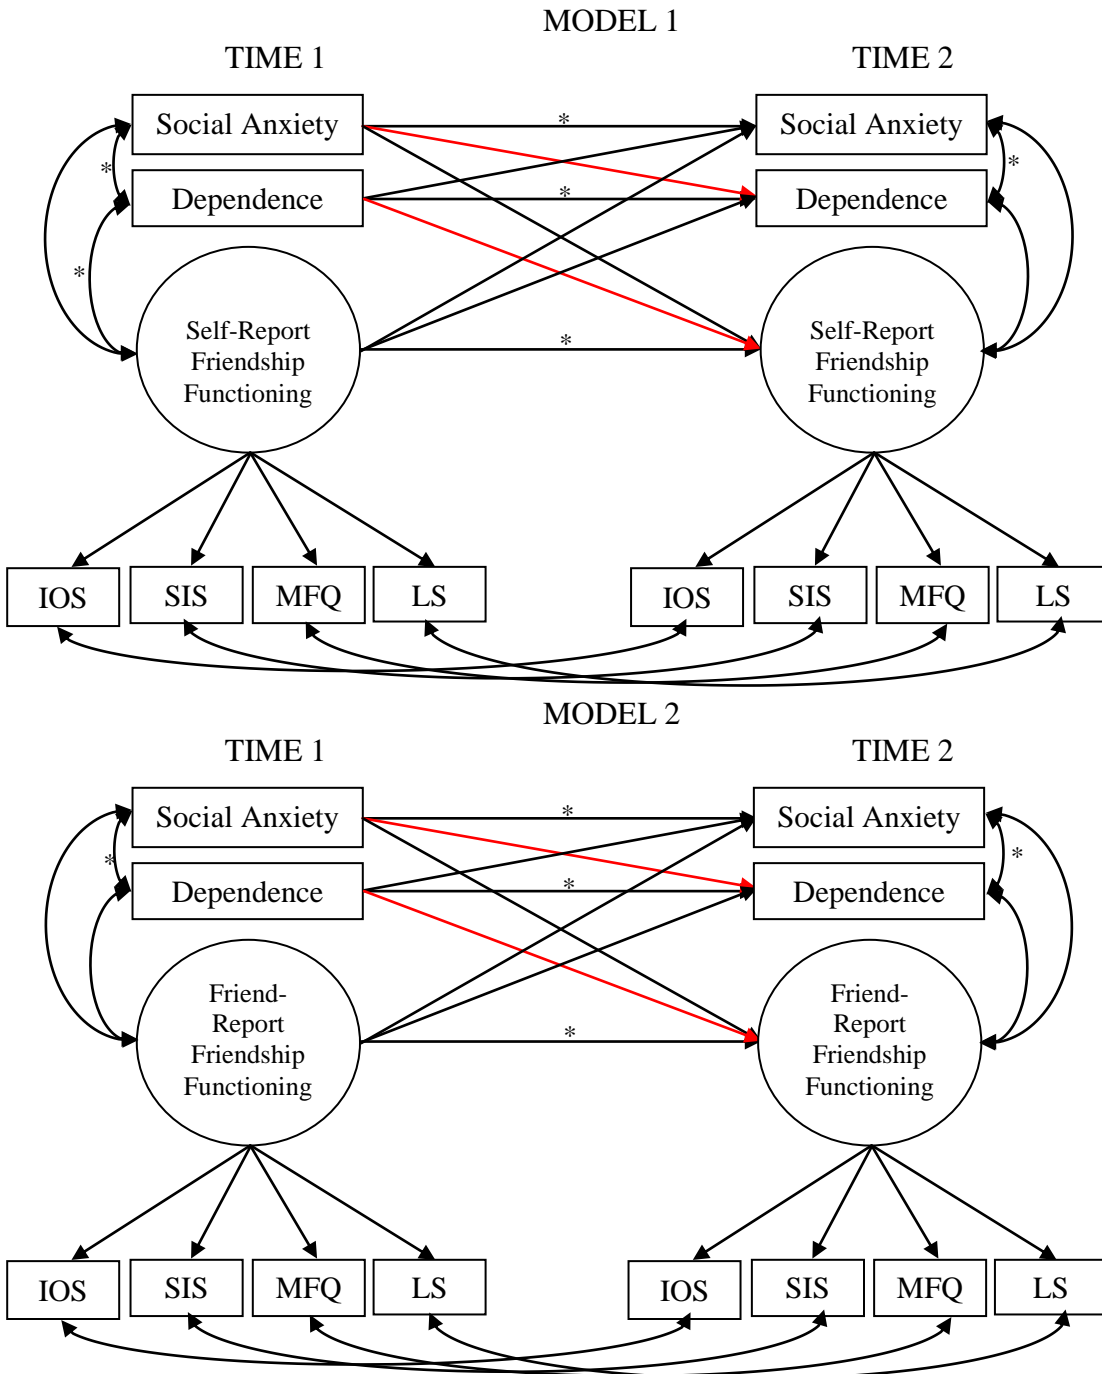 MODEL 1
TIME 1 TIME 2
Social Anxiety * Social Anxiety
* *
Dependence * Dependence
*
Self-Report
Friendship
Functioning
*
Self-Report
Friendship
Functioning
IOS SIS MFQ LS IOS SIS MFQ LS
MODEL 2
TIME 1 TIME 2
Social Anxiety * Social Anxiety
* *
Dependence * Dependence
Friend-
Report
Friendship
Functioning
*
Friend-
Report
Friendship
Functioning
IOS SIS MFQ LS IOS SIS MFQ LS